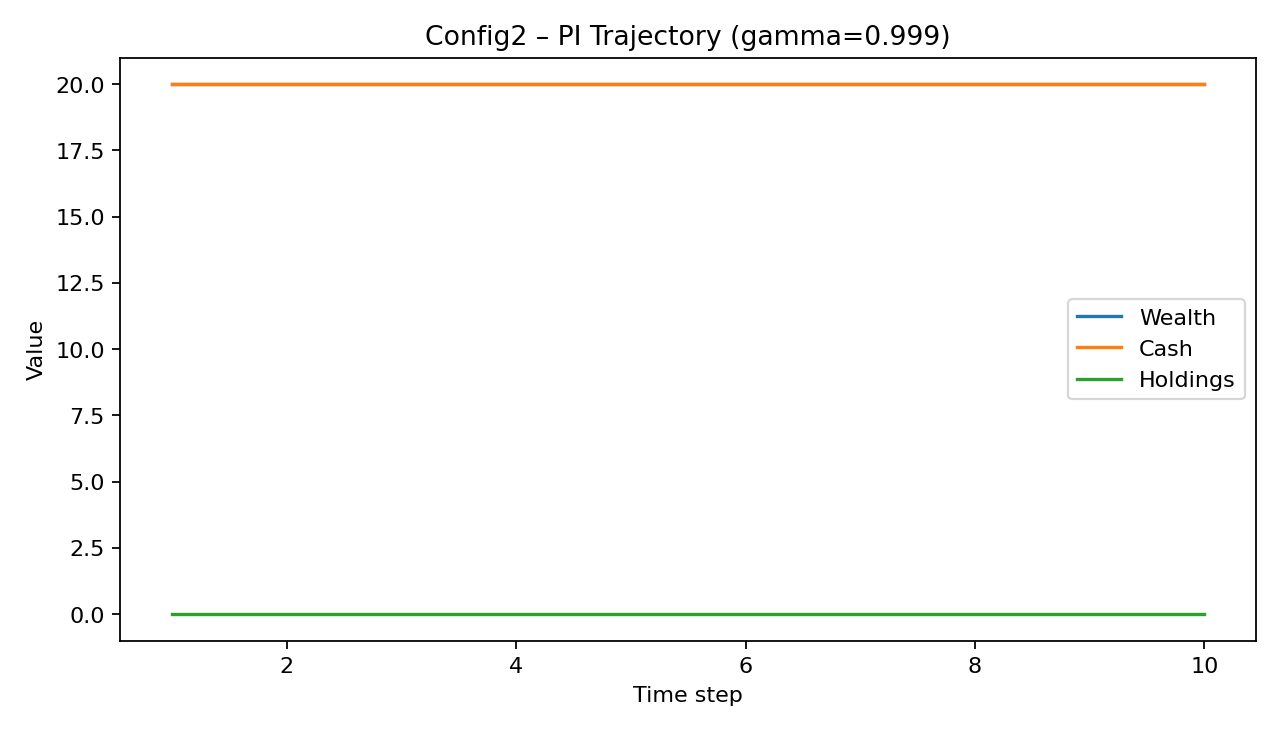 Config2 – PI Trajectory (gamma=0.999)
20.0
17.5
15.0
12.5
10.0
7.5
5.0
2.5
0.0
Value
Wealth
Cash
Holdings
2 4 6 8 10
Time step